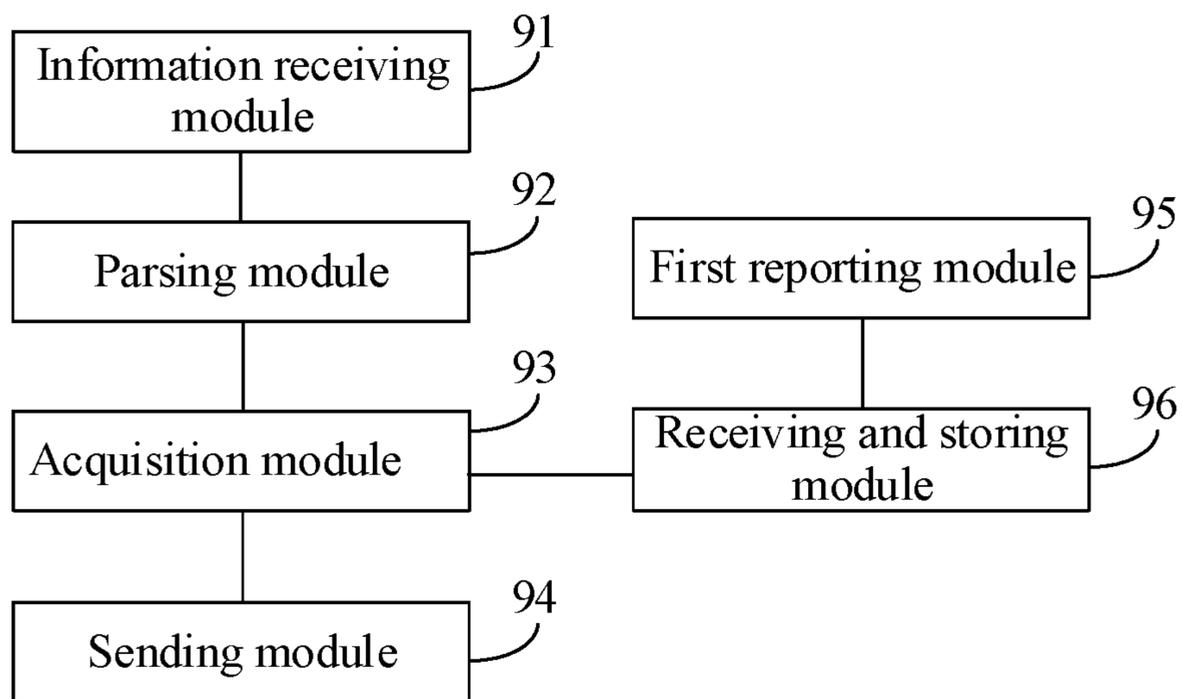 91
Information receiving
module
92
Parsing module
93
Acquisition module
94
Sending module
95
First reporting module
96
Receiving and storing
module